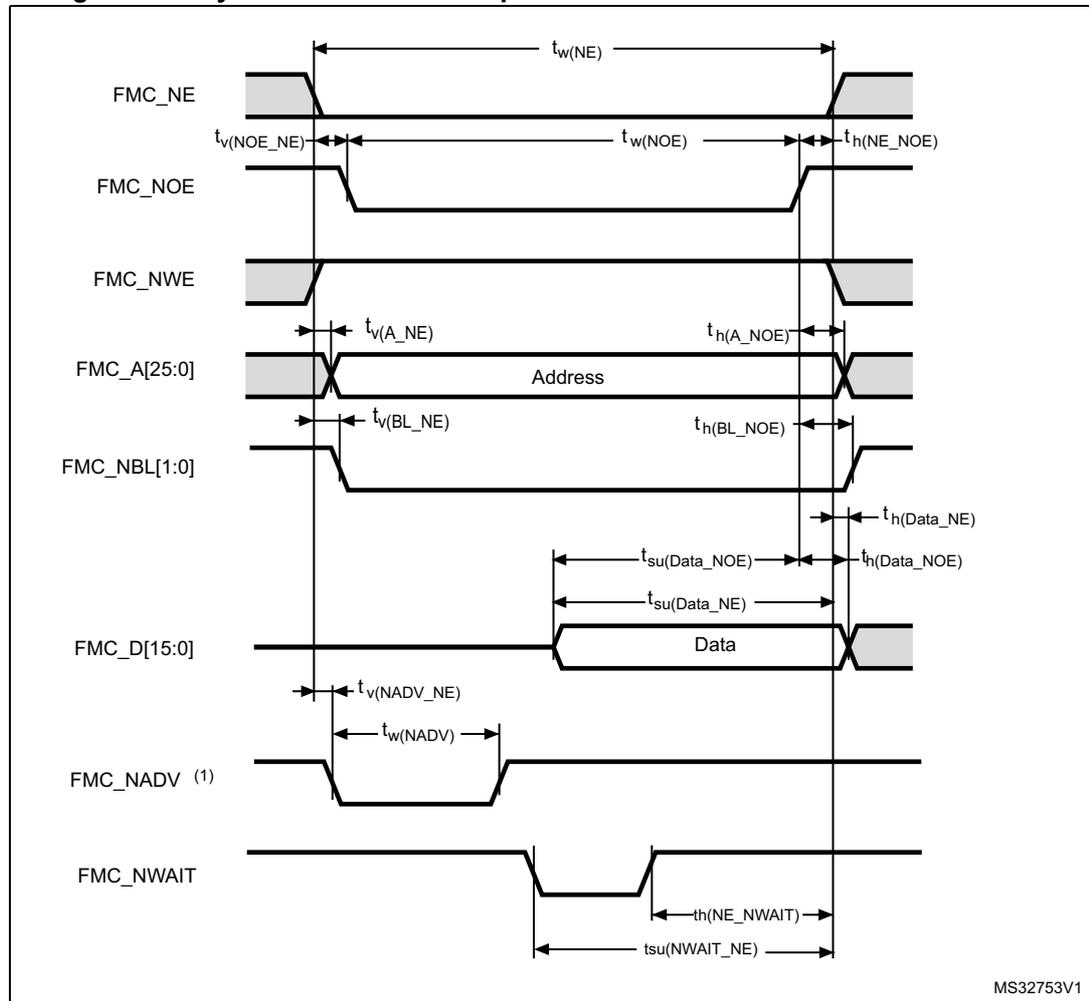 tw(NE)
FMC_NE
tv(NOE_NE) tw(NOE) th(NE_NOE)
FMC_NOE
FMC_NWE
tv(A_NE) th(A_NOE)
FMC_A[25:0] Address
tv(BL_NE) th(BL_NOE)
FMC_NBL[1:0]
th(Data_NE)
tsu(Data_NOE) th(Data_NOE)
tsu(Data_NE)
FMC_D[15:0] Data
tv(NADV_NE)
tw(NADV)
FMC_NADV (1)
FMC_NWAIT
th(NE_NWAIT)
tsu(NWAIT_NE)
MS32753V1